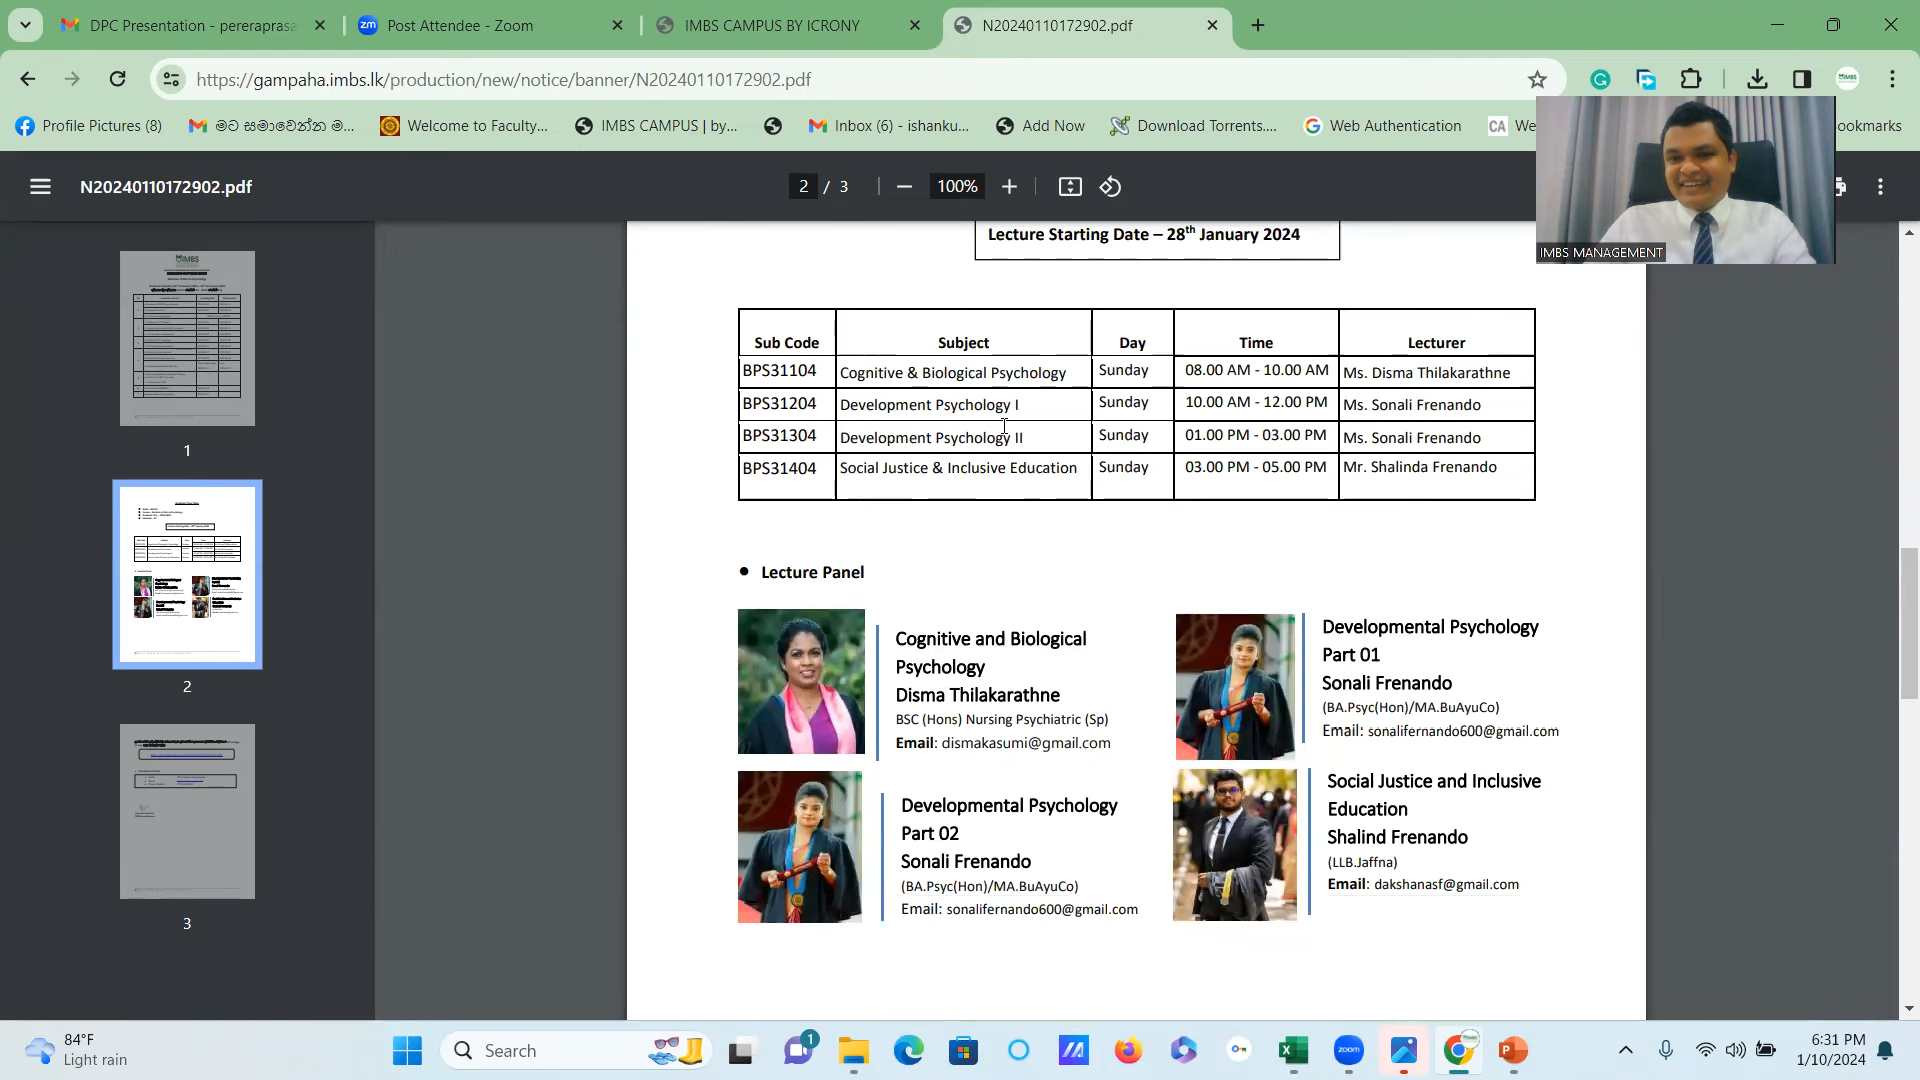 DPC Presentation - pereraprasa
Post Attendee - Zoom
IMBS CAMPUS BY ICRONY
N20240110172902.pdf
https://gampaha.imbs.lk/production/new/notice/banner/N20240110172902.pdf
Profile Pictures (8)
මට සමාවෙන්න ම...
Welcome to Faculty...
IMBS CAMPUS | by...
Inbox (6) - ishanku...
Add Now
Download Torrents....
Web Authentication
We
ookmarks
N20240110172902.pdf
2 / 3
100%
IMBS MANAGEMENT
Lecture Starting Date – 28th January 2024
Sub Code Subject Day Time Lecturer
BPS31104 Cognitive & Biological Psychology Sunday 08.00 AM - 10.00 AM Ms. Disma Thilakarathne
BPS31204 Development Psychology I Sunday 10.00 AM - 12.00 PM Ms. Sonali Frenando
BPS31304 Development Psychology II Sunday 01.00 PM - 03.00 PM Ms. Sonali Frenando
BPS31404 Social Justice & Inclusive Education Sunday 03.00 PM - 05.00 PM Mr. Shalinda Frenando
Lecture Panel
Cognitive and Biological
Psychology
Disma Thilakarathne
BSC (Hons) Nursing Psychiatric (Sp)
Email: dismakasumi@gmail.com
Developmental Psychology
Part 01
Sonali Frenando
(BA.Psyc(Hon)/MA.BuAyuCo)
Email: sonalifernando600@gmail.com
Developmental Psychology
Part 02
Sonali Frenando
(BA.Psyc(Hon)/MA.BuAyuCo)
Email: sonalifernando600@gmail.com
Social Justice and Inclusive
Education
Shalind Frenando
(LLB.Jaffna)
Email: dakshanasf@gmail.com
1
2
3
84°F
Light rain
Search
1
zoom
6:31 PM
1/10/2024